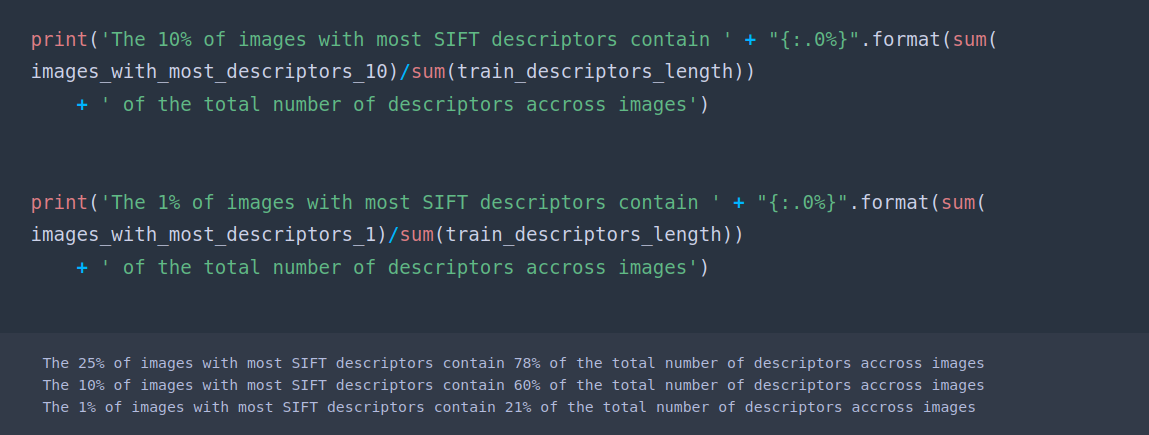 print('The 10% of images with most SIFT descriptors contain ' + "{:.0%}".format(sum(
images_with_most_descriptors_10)/sum(train_descriptors_length))
    + ' of the total number of descriptors accross images')
print('The 1% of images with most SIFT descriptors contain ' + "{:.0%}".format(sum(
images_with_most_descriptors_1)/sum(train_descriptors_length))
    + ' of the total number of descriptors accross images')
The 25% of images with most SIFT descriptors contain 78% of the total number of descriptors accross images
The 10% of images with most SIFT descriptors contain 60% of the total number of descriptors accross images
The 1% of images with most SIFT descriptors contain 21% of the total number of descriptors accross images